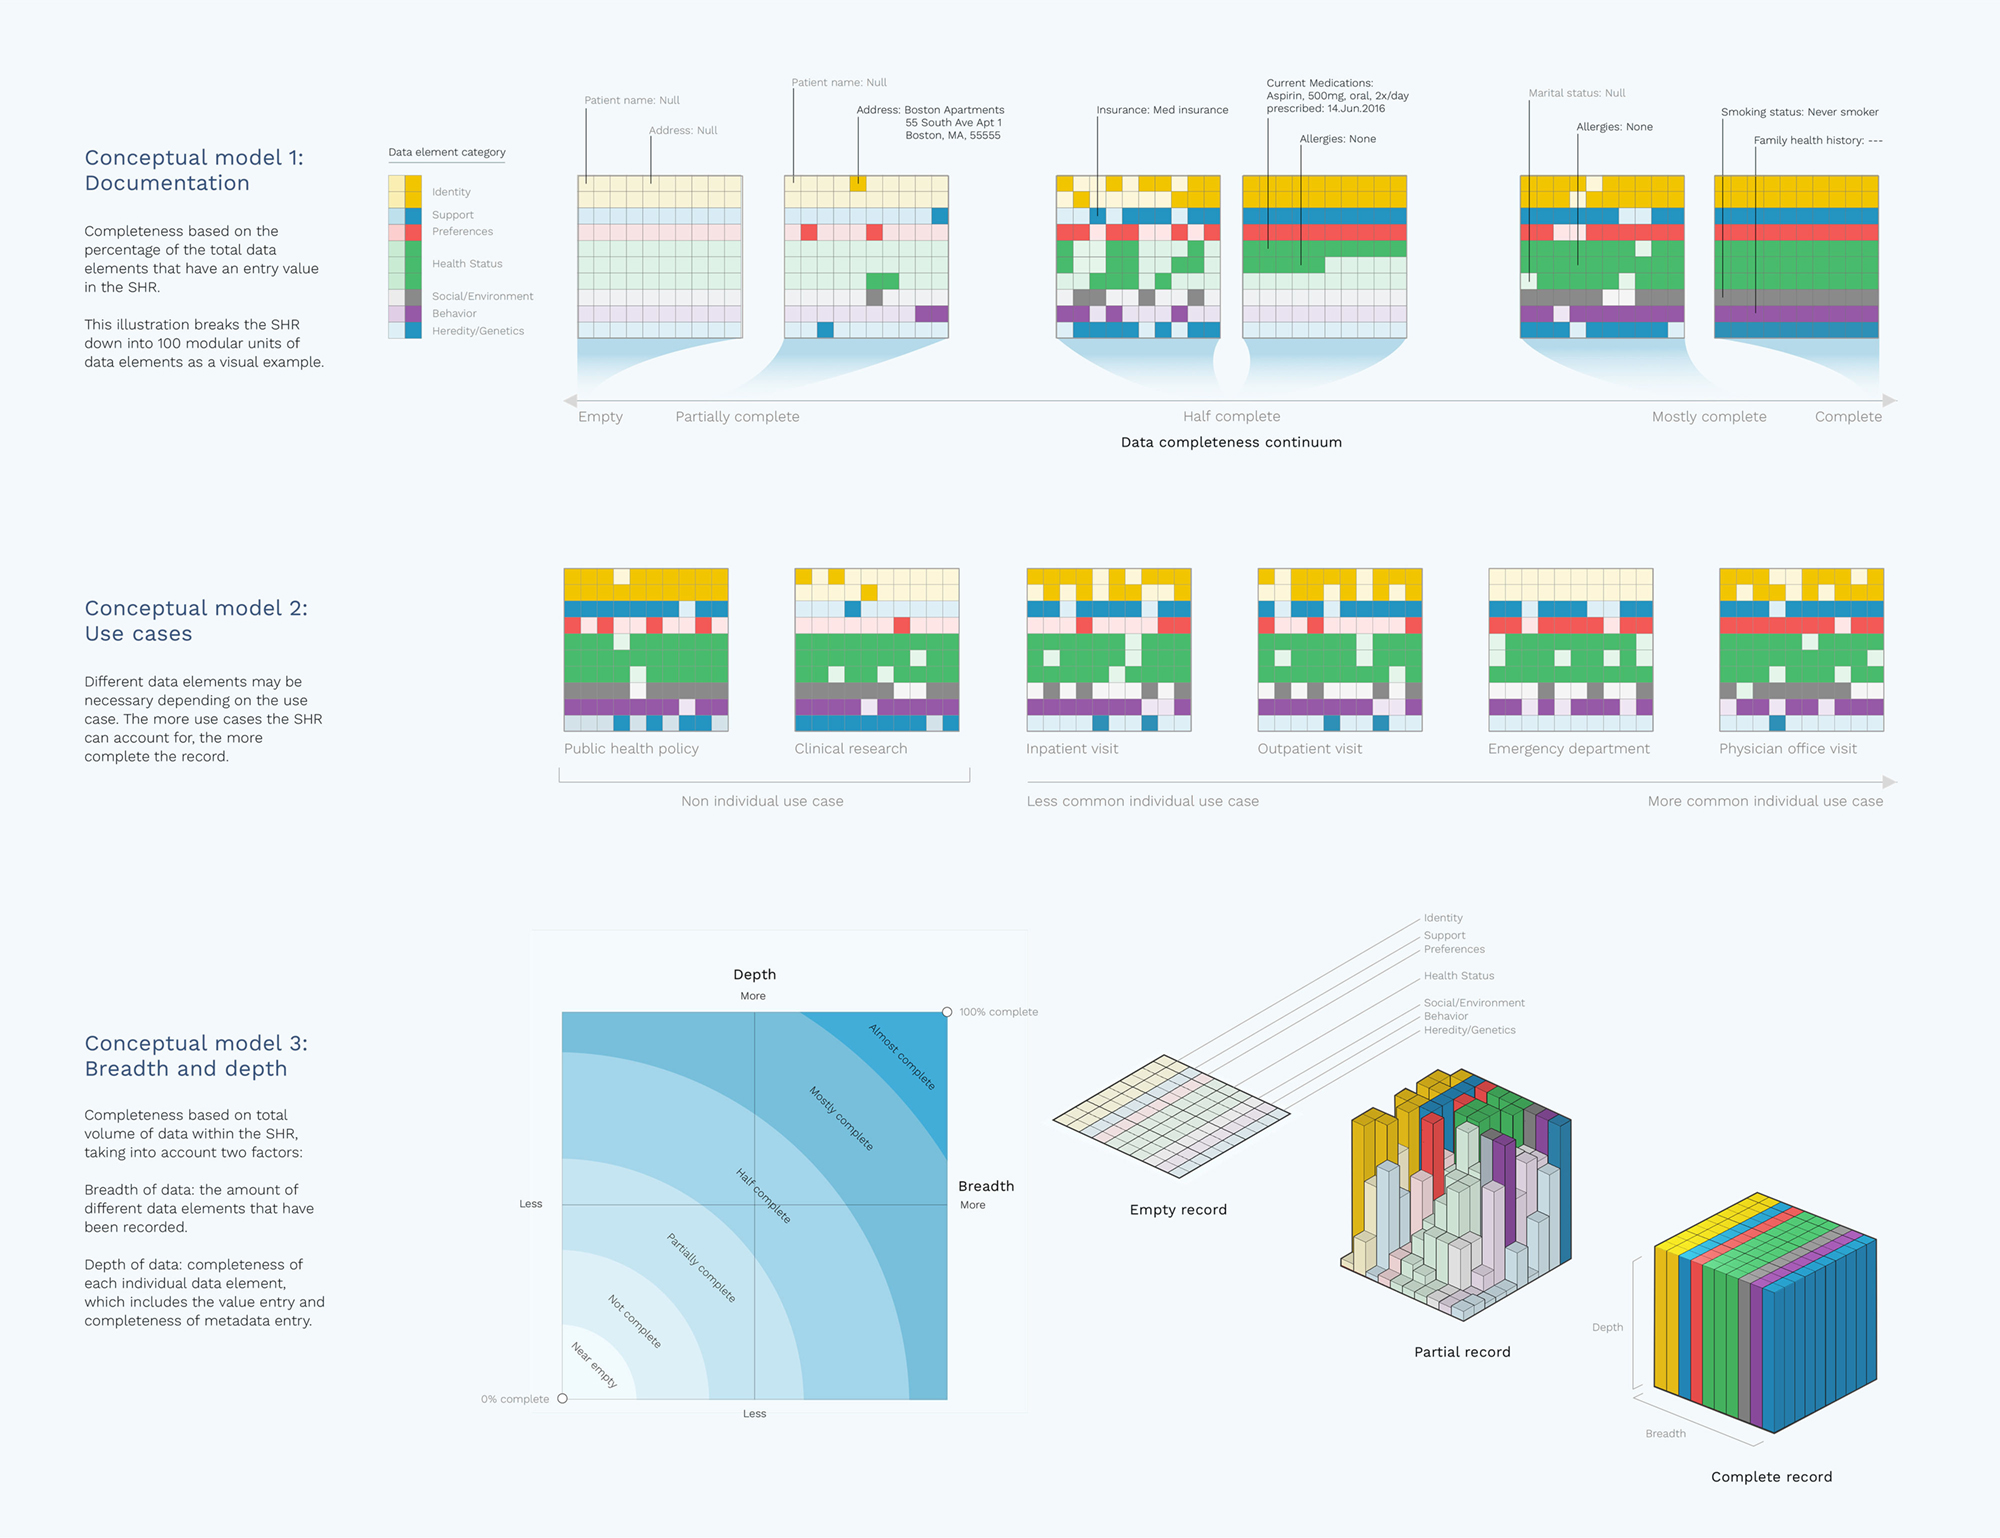 Conceptual model 1:
Documentation
Completeness based on the
percentage of the total data
elements that have an entry value
in the SHR.
This illustration breaks the SHR
down into 100 modular units of
data elements as a visual example.
Data element category
Identity
Support
Preferences
Health Status
Social/Environment
Behavior
Heredity/Genetics
Patient name: Null
Address: Null
Patient name: Null
Address: Boston Apartments
55 South Ave Apt 1
Boston, MA, 55555
Insurance: Med insurance
Current Medications:
Aspirin, 500mg, oral, 2x/day
prescribed: 14.Jun.2016
Allergies: None
Marital status: Null
Allergies: None
Smoking status: Never smoker
Family health history: ---
Empty
Partially complete
Half complete
Mostly complete
Complete
Data completeness continuum
Conceptual model 2:
Use cases
Different data elements may be
necessary depending on the use
case. The more use cases the SHR
can account for, the more
complete the record.
Public health policy
Clinical research
Inpatient visit
Outpatient visit
Emergency department
Physician office visit
Non individual use case
Less common individual use case
More common individual use case
Conceptual model 3:
Breadth and depth
Completeness based on total
volume of data within the SHR,
taking into account two factors:
Breadth of data: the amount of
different data elements that have
been recorded.
Depth of data: completeness of
each individual data element,
which includes the value entry and
completeness of metadata entry.
Depth
More
100% complete
Almost complete
Mostly complete
Half complete
Partially complete
Not complete
Near empty
Less
Breadth
More
0% complete
Less
Identity
Support
Preferences
Health Status
Social/Environment
Behavior
Heredity/Genetics
Empty record
Partial record
Depth
Breadth
Complete record